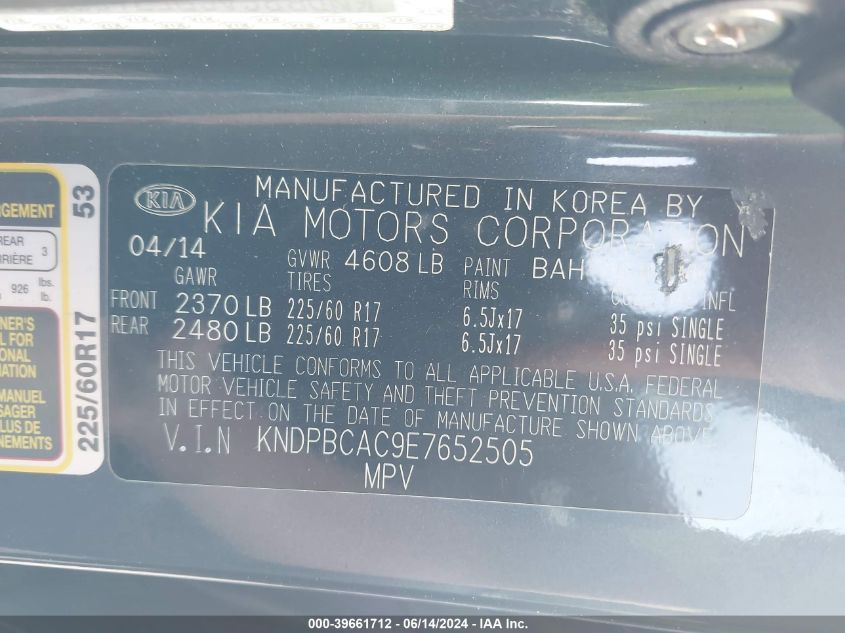 KIA
MANUFACTURED IN KOREA BY
KIA MOTORS CORPORATION
04/14 GVWR 4608 LB PAINT BAH
GAWR TIRES RIMS INFL
FRONT 2370 LB 225/60 R17 6.5Jx17 35 psi SINGLE
REAR 2480 LB 225/60 R17 6.5Jx17 35 psi SINGLE
THIS VEHICLE CONFORMS TO ALL APPLICABLE U.S.A. FEDERAL
MOTOR VEHICLE SAFETY AND THEFT PREVENTION STANDARDS
IN EFFECT ON THE DATE OF MANUFACTURE SHOWN ABOVE.
V.I.N KNDPBCAC9E7652505
MPV
REAR 3
926 lbs.
lb.
MANUEL
225/60R17 53
000-39661712 - 06/14/2024 - IAA Inc.